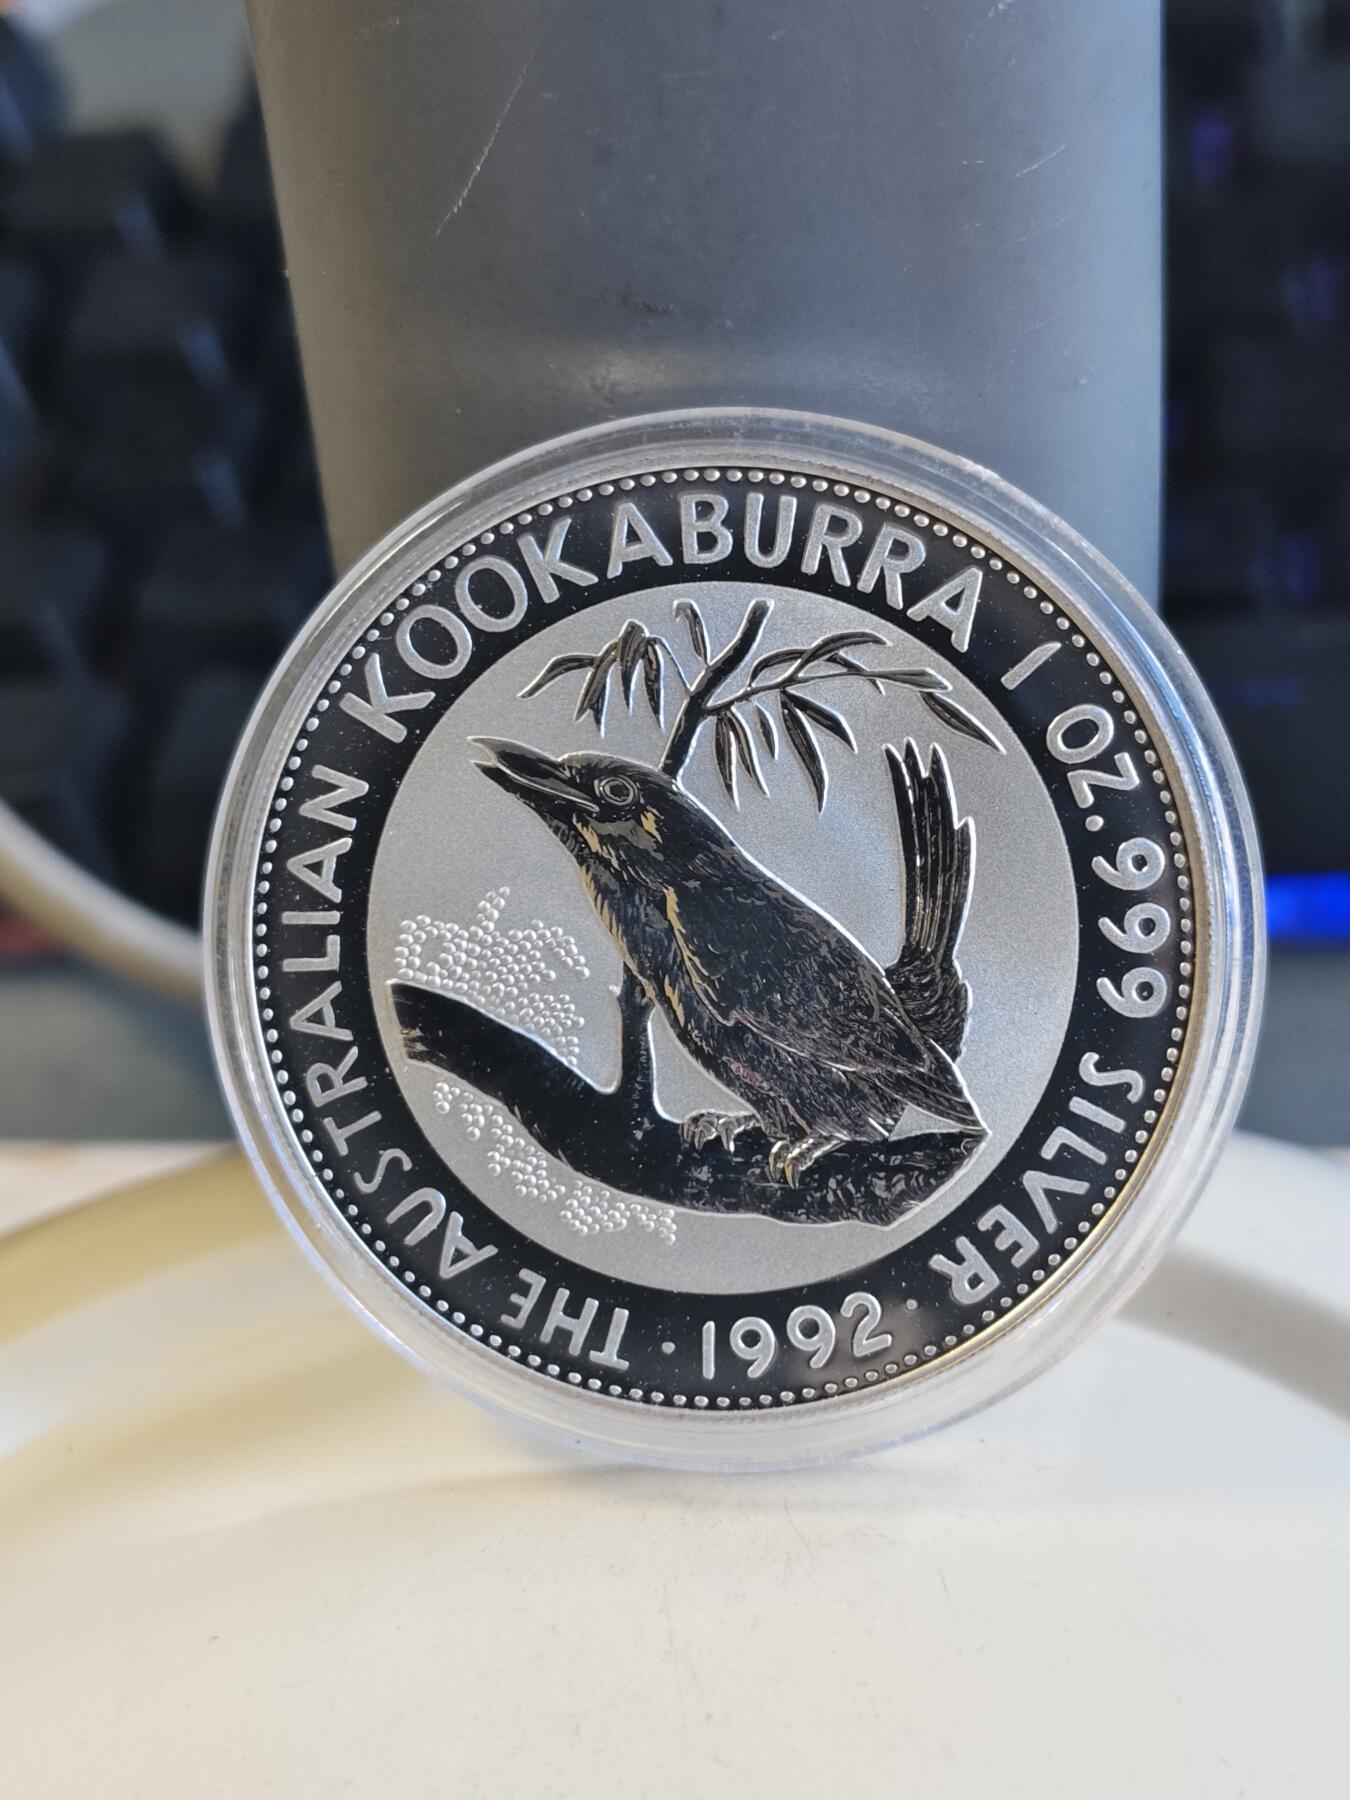 THE AUSTRALIAN KOOKABURRA 1 OZ. 999 SILVER
· 1992 ·